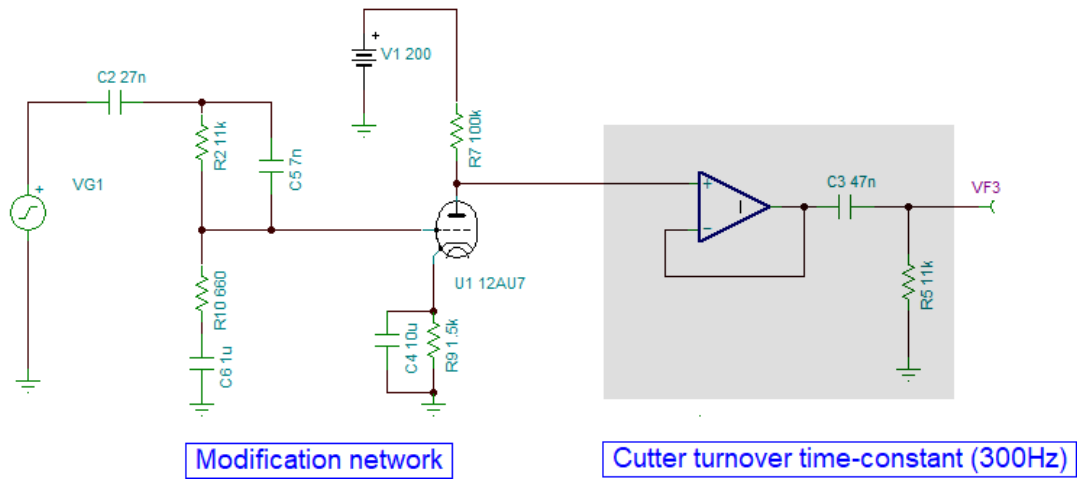 C2 27n
R2 11k
C5 7n
VG1
R10 660
C6 1u
V1 200
R7 100k
U1 12AU7
C4 10u
R9 1.5k
C3 47n
VF3
R5 11k
Modification network
Cutter turnover time-constant (300Hz)